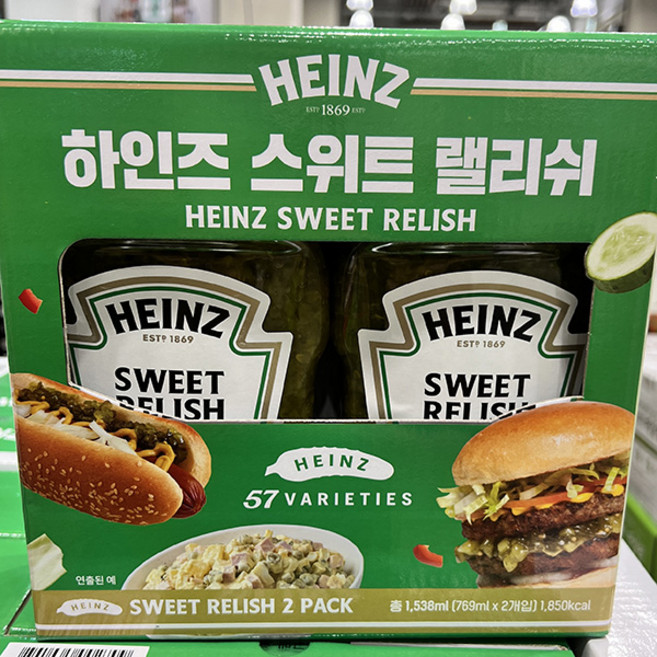 HEINZ
ESTD 1869 ESTD
하인즈 스위트 랠리쉬
HEINZ SWEET RELISH
HEINZ
ESTD 1869
SWEET
RELISH
HEINZ
ESTD 1869
SWEET
RELISH
HEINZ
57 VARIETIES
연출된 예
HEINZ SWEET RELISH 2 PACK 총 1,538ml (769ml x 2개입) 1,850kcal